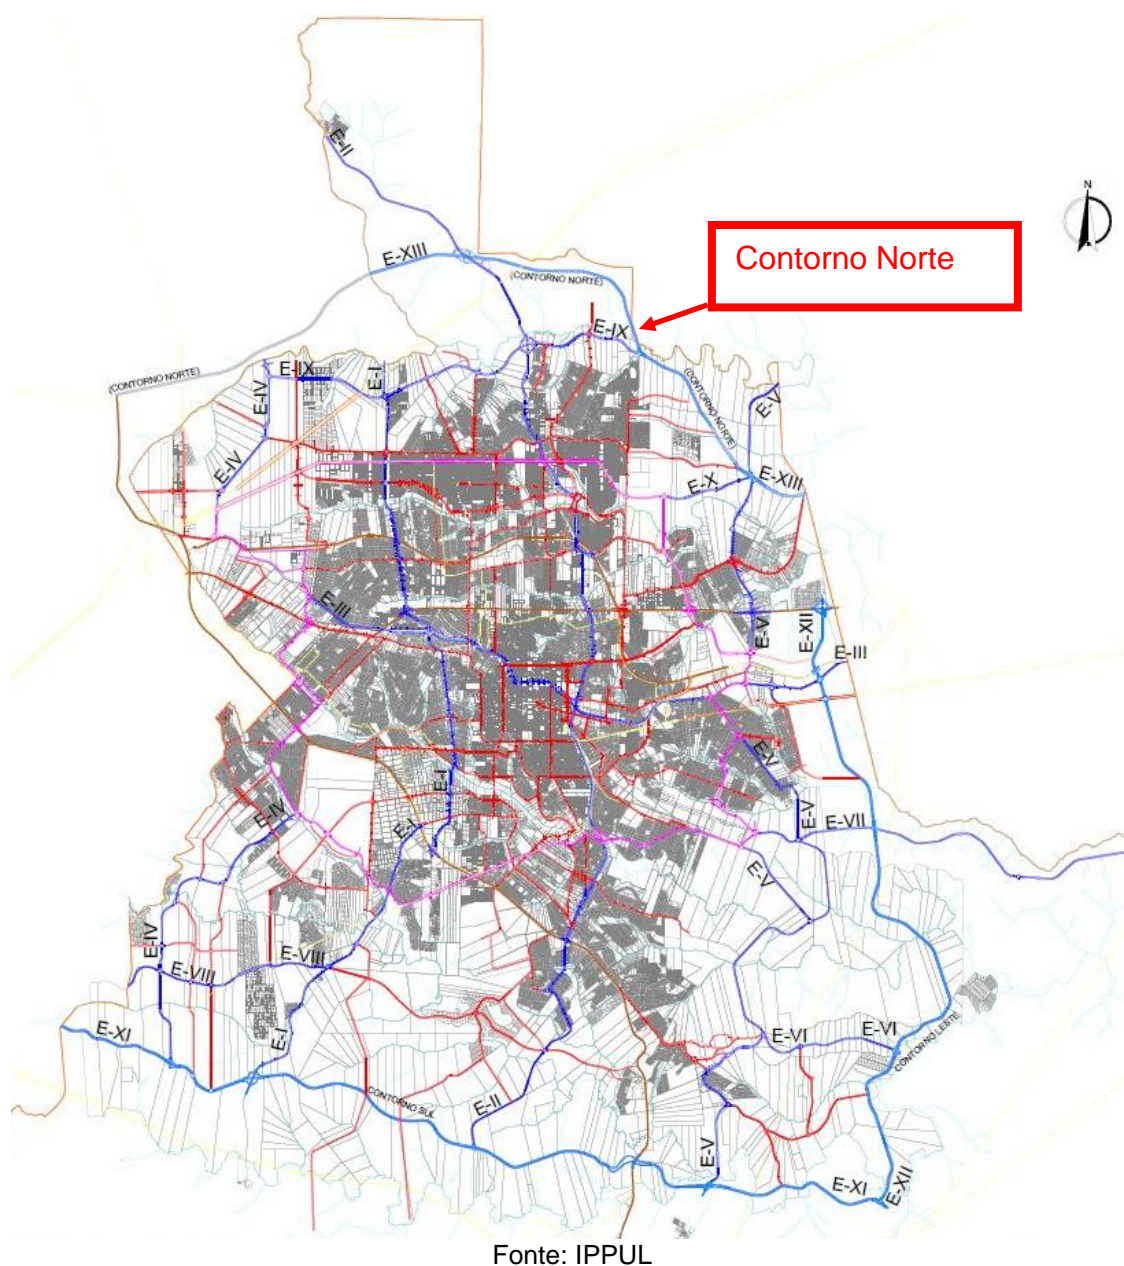 E-II
N
Contorno Norte
E-XIII
(CONTORNO NORTE)
E-IX
(CONTORNO NORTE)
E-IX
E-I
E-IV
(CONTORNO NORTE)
E-V
E-IV
E-X
E-XIII
E-III
E-V
E-XII
E-III
E-V
E-I
E-IV
E-I
E-V
E-VII
E-V
E-IV
E-VIII
E-VIII
E-XI
E-I
E-VI
E-VI
CONTORNO LESTE
CONTORNO SUL
E-II
E-V
E-XI
E-XII
Fonte: IPPUL